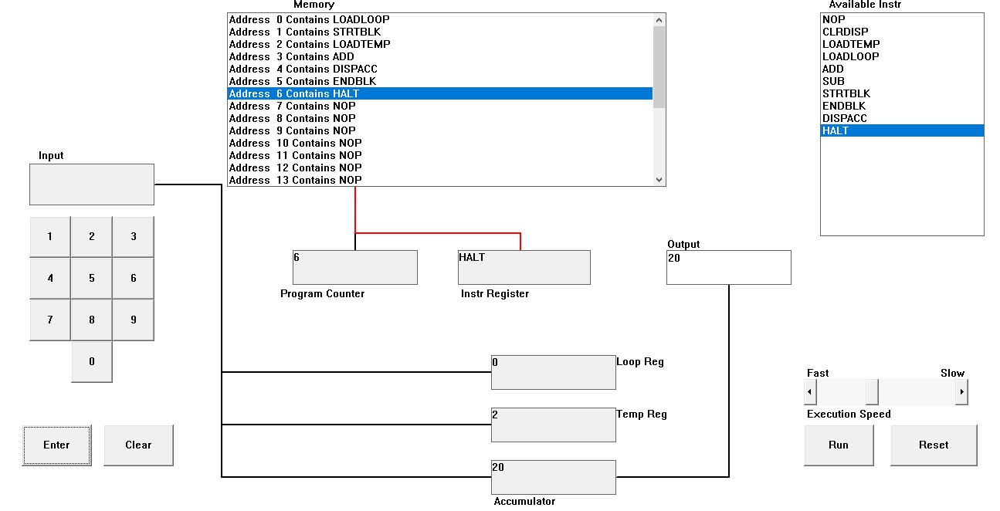 Memory
Address 0 Contains LOADLOOP
Address 1 Contains STRTBLK
Address 2 Contains LOADTEMP
Address 3 Contains ADD
Address 4 Contains DISPACC
Address 5 Contains ENDBLK
Address 6 Contains HALT
Address 7 Contains NOP
Address 8 Contains NOP
Address 9 Contains NOP
Address 10 Contains NOP
Address 11 Contains NOP
Address 12 Contains NOP
Address 13 Contains NOP
Available Instr
NOP
CLRDISP
LOADTEMP
LOADLOOP
ADD
SUB
STRTBLK
ENDBLK
DISPACC
HALT
Input
1 2 3
4 5 6
7 8 9
0
Enter Clear
6
Program Counter
HALT
Instr Register
Output
20
0
Loop Reg
2
Temp Reg
20
Accumulator
Fast Slow
Execution Speed
Run Reset